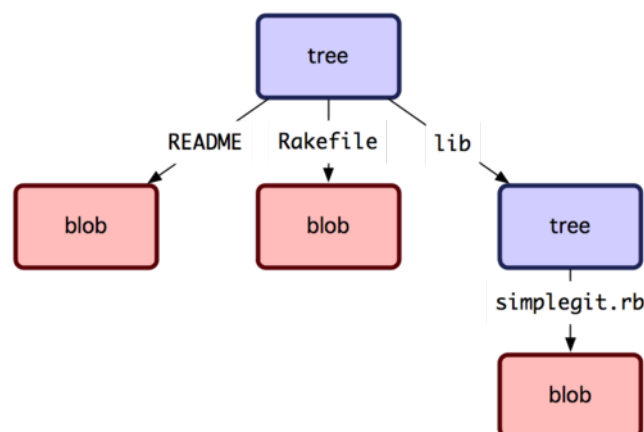 tree
README Rakefile lib
blob blob tree
simplegit.rb
blob